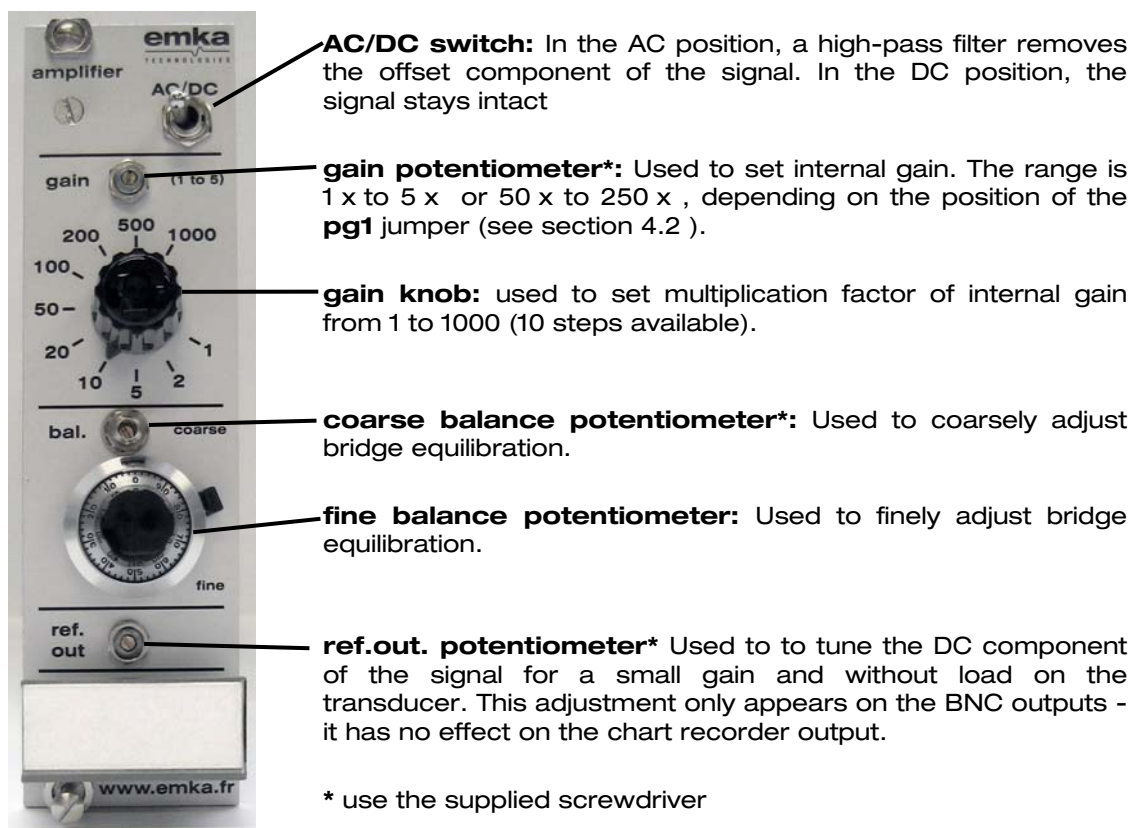 emka
TECHNOLOGIES
amplifier
AC/DC
gain
(1 to 5)
500
200
1000
100
50
20
1
10
2
5
bal.
coarse
fine
ref.
out
www.emka.fr
AC/DC switch: In the AC position, a high-pass filter removes
the offset component of the signal. In the DC position, the
signal stays intact
gain potentiometer*: Used to set internal gain. The range is
1 x to 5 x or 50 x to 250 x , depending on the position of the
pg1 jumper (see section 4.2 ).
gain knob: used to set multiplication factor of internal gain
from 1 to 1000 (10 steps available).
coarse balance potentiometer*: Used to coarsely adjust
bridge equilibration.
fine balance potentiometer: Used to finely adjust bridge
equilibration.
ref.out. potentiometer* Used to to tune the DC component
of the signal for a small gain and without load on the
transducer. This adjustment only appears on the BNC outputs -
it has no effect on the chart recorder output.
* use the supplied screwdriver